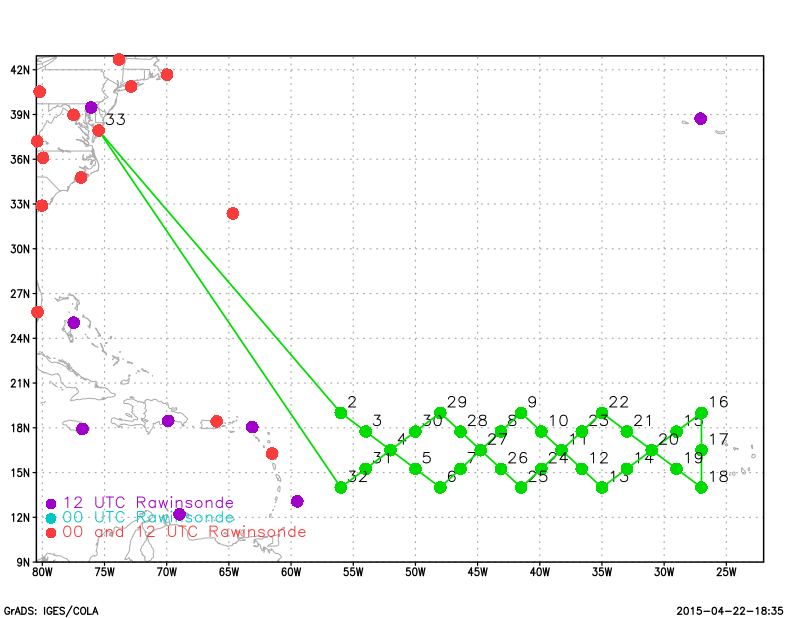 42N
39N
33
36N
33N
30N
27N
24N
21N
2 29 9 22 16
3 30 28 8 10 23 21 15
18N
4 27 11 20 17
31 5 7 26 24 12 14 19
15N
32 6 25 13 18
12 UTC Rawinsonde
00 UTC Rawinsonde
12N
00 and 12 UTC Rawinsonde
9N
80W 75W 70W 65W 60W 55W 50W 45W 40W 35W 30W 25W
GrADS: IGES/COLA 2015-04-22-18:35